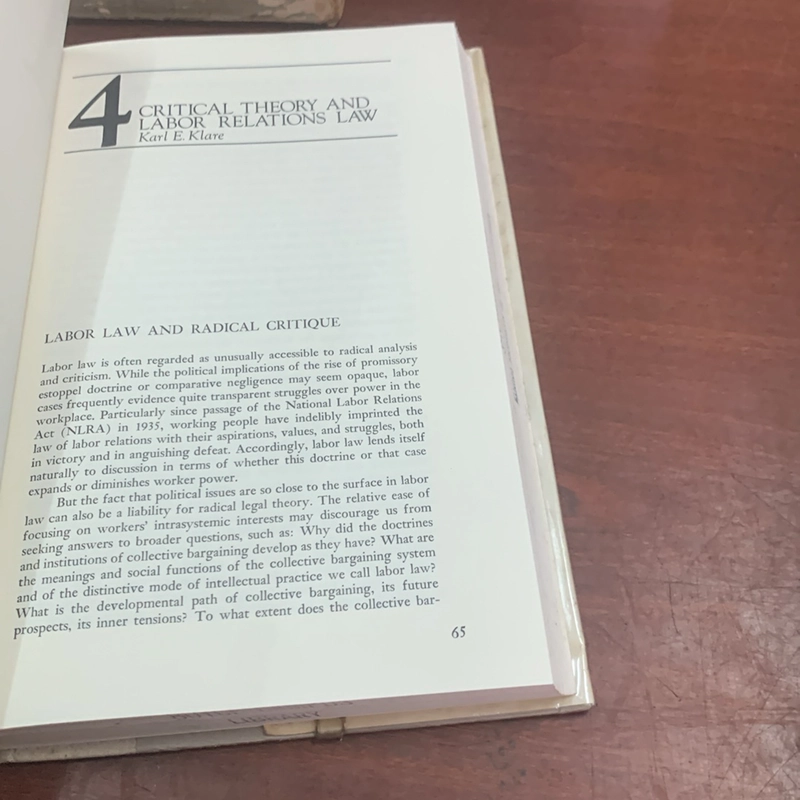 4
CRITICAL THEORY AND
LABOR RELATIONS LAW
Karl E. Klare
LABOR LAW AND RADICAL CRITIQUE
Labor law is often regarded as unusually accessible to radical analysis
and criticism. While the political implications of the rise of promissory
estoppel doctrine or comparative negligence may seem opaque, labor
cases frequently evidence quite transparent struggles over power in the
workplace. Particularly since passage of the National Labor Relations
Act (NLRA) in 1935, working people have indelibly imprinted the
law of labor relations with their aspirations, values, and struggles, both
in victory and in anguishing defeat. Accordingly, labor law lends itself
naturally to discussion in terms of whether this doctrine or that case
expands or diminishes worker power.
But the fact that political issues are so close to the surface in labor
law can also be a liability for radical legal theory. The relative ease of
focusing on workers' intrasystemic interests may discourage us from
seeking answers to broader questions, such as: Why did the doctrines
and institutions of collective bargaining develop as they have? What are
the meanings and social functions of the collective bargaining system
and of the distinctive mode of intellectual practice we call labor law?
What is the developmental path of collective bargaining, its future
prospects, its inner tensions? To what extent does the collective bar-
65
LIBRARY